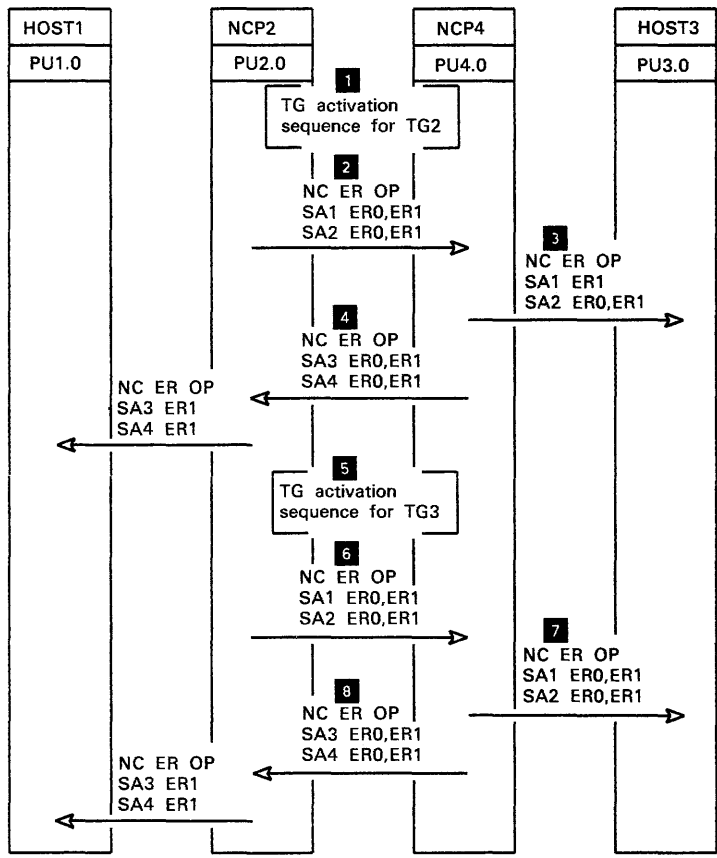 HOST1
NCP2
NCP4
HOST3
PU1.0
PU2.0
PU4.0
PU3.0
1
TG activation
sequence for TG2
2
NC ER OP
SA1 ER0,ER1
SA2 ER0,ER1
3
NC ER OP
SA1 ER1
SA2 ER0,ER1
4
NC ER OP
SA3 ER0,ER1
SA4 ER0,ER1
NC ER OP
SA3 ER1
SA4 ER1
5
TG activation
sequence for TG3
6
NC ER OP
SA1 ER0,ER1
SA2 ER0,ER1
7
NC ER OP
SA1 ER0,ER1
SA2 ER0,ER1
8
NC ER OP
SA3 ER0,ER1
SA4 ER0,ER1
NC ER OP
SA3 ER1
SA4 ER1